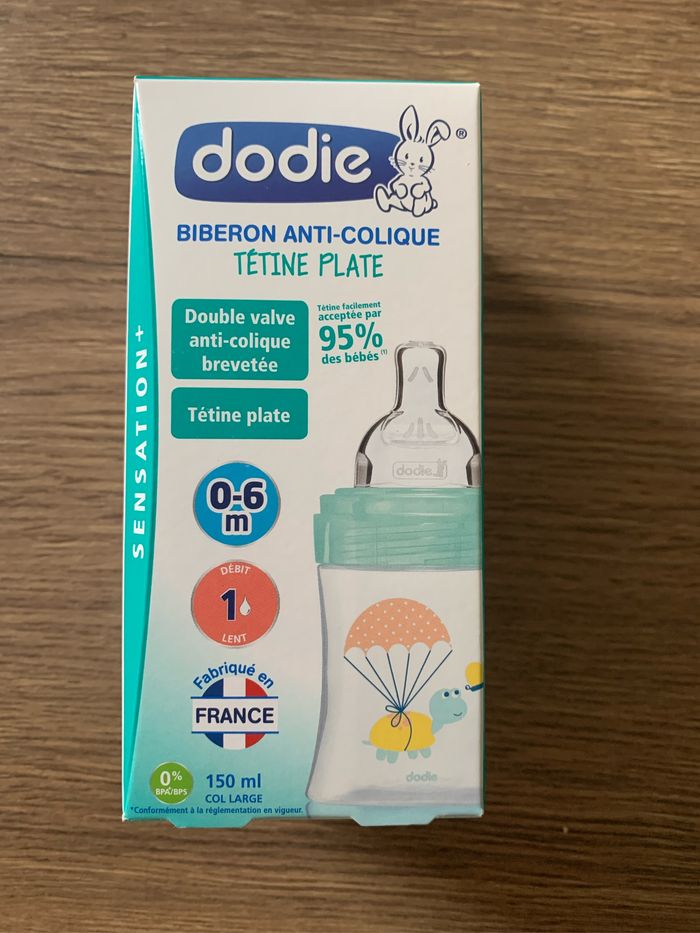 dodie®
BIBERON ANTI-COLIQUE
TÉTINE PLATE
SENSATION+
Double valve
anti-colique
brevetée
Tétine facilement
acceptée par
95%
des bébés (1)
Tétine plate
dodie
0-6
m
DÉBIT
1
LENT
Fabriqué en
FRANCE
dodie
0%
BPA*/BPS
150 ml
COL LARGE
*Conformément à la réglementation en vigueur.